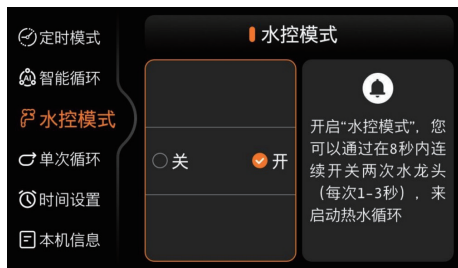 定时模式
智能循环
水控模式
单次循环
时间设置
本机信息
水控模式
关
开
开启“水控模式”，您
可以通过在8秒内连
续开关两次水龙头
（每次1-3秒），来
启动热水循环